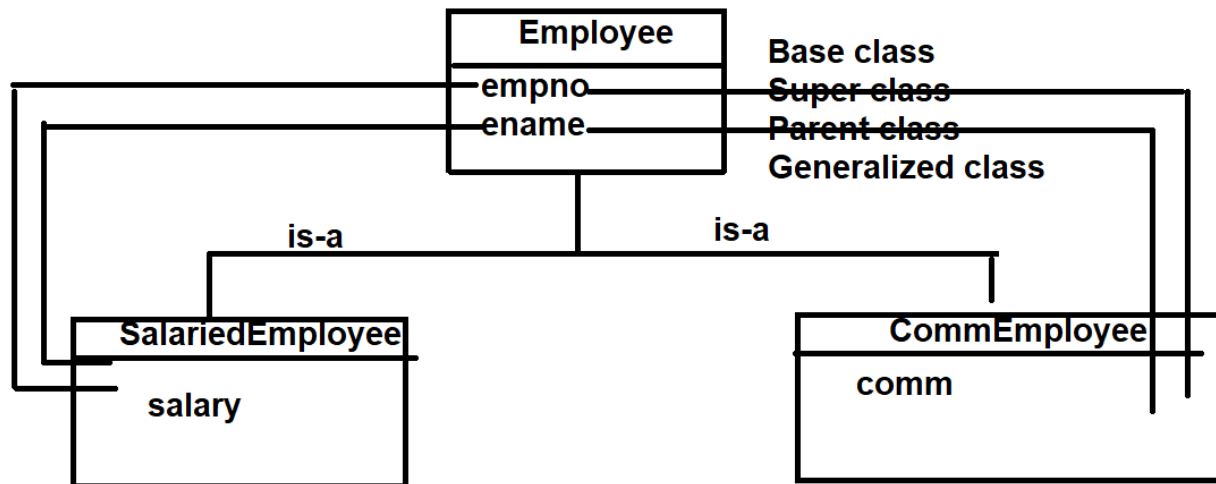 Employee
empno
ename
Base class
Super class
Parent class
Generalized class
is-a
is-a
SalariedEmployee
salary
CommEmployee
comm